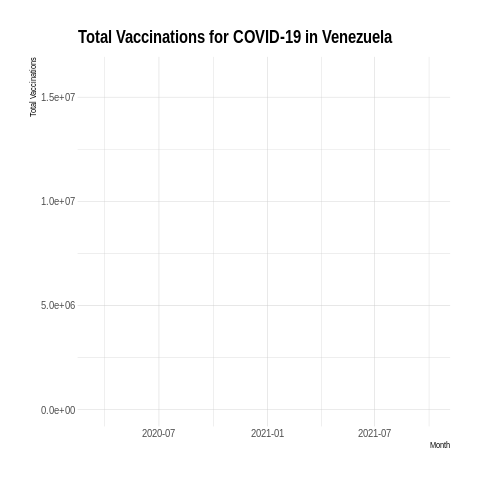 Total Vaccinations for COVID-19 in Venezuela
Total Vaccinations
1.5e+07
1.0e+07
5.0e+06
0.0e+00
2020-07
2021-01
2021-07
Month